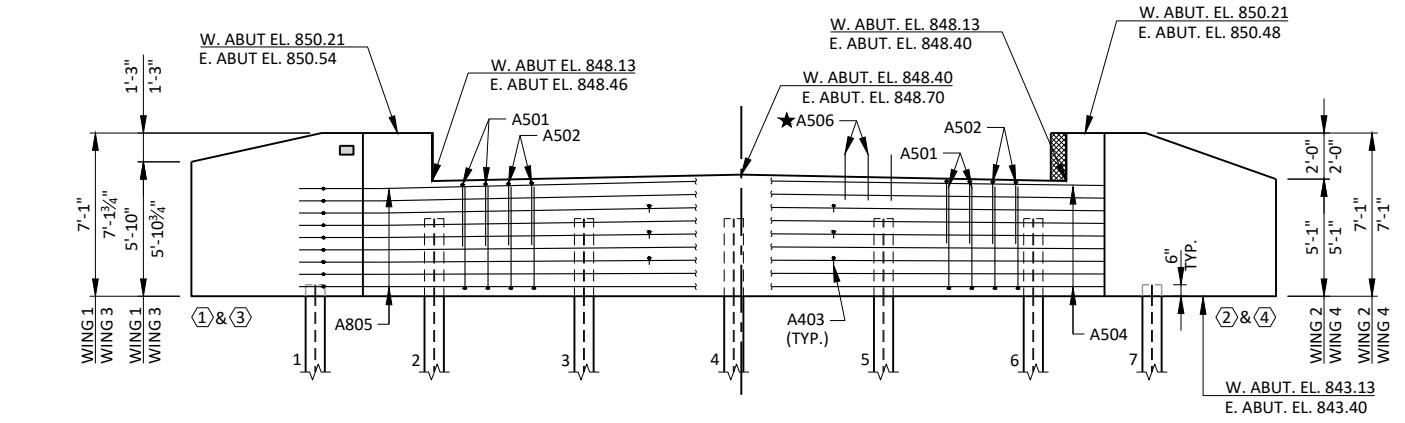 W. ABUT EL. 850.21
E. ABUT EL. 850.54
W. ABUT EL. 848.13
E. ABUT EL. 848.46
W. ABUT. EL. 848.40
E. ABUT. EL. 848.70
W. ABUT. EL. 848.13
E. ABUT. EL. 848.40
W. ABUT. EL. 850.21
E. ABUT. EL. 850.48
1'-3"
1'-3"
A501
A502
★A506
A502
A501
7'-1"
7'-1¾"
5'-10"
5'-10¾"
2'-0"
2'-0"
5'-1"
5'-1"
7'-1"
7'-1"
6"
TYP.
WING 1
WING 3
WING 1
WING 3
1&3
A805
A403
(TYP.)
A504
2&4
WING 2
WING 4
WING 2
WING 4
1
2
3
4
5
6
7
W. ABUT. EL. 843.13
E. ABUT. EL. 843.40